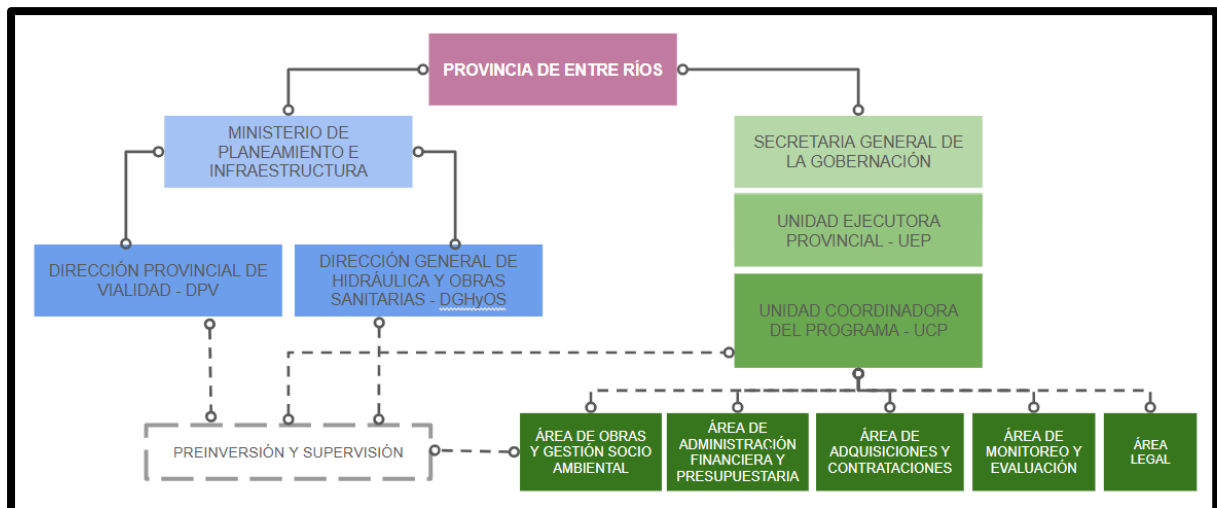 PROVINCIA DE ENTRE RÍOS
MINISTERIO DE
PLANEAMIENTO E
INFRAESTRUCTURA
SECRETARIA GENERAL DE
LA GOBERNACIÓN
UNIDAD EJECUTORA
PROVINCIAL - UEP
DIRECCIÓN PROVINCIAL DE
VIALIDAD - DPV
DIRECCIÓN GENERAL DE
HIDRÁULICA Y OBRAS
SANITARIAS - DGHyOS
UNIDAD COORDINADORA
DEL PROGRAMA - UCP
PREINVERSIÓN Y SUPERVISIÓN
ÁREA DE OBRAS
Y GESTIÓN SOCIO
AMBIENTAL
ÁREA DE
ADMINISTRACIÓN
FINANCIERA Y
PRESUPUESTARIA
ÁREA DE
ADQUISICIONES Y
CONTRATACIONES
ÁREA DE
MONITOREO Y
EVALUACIÓN
ÁREA
LEGAL